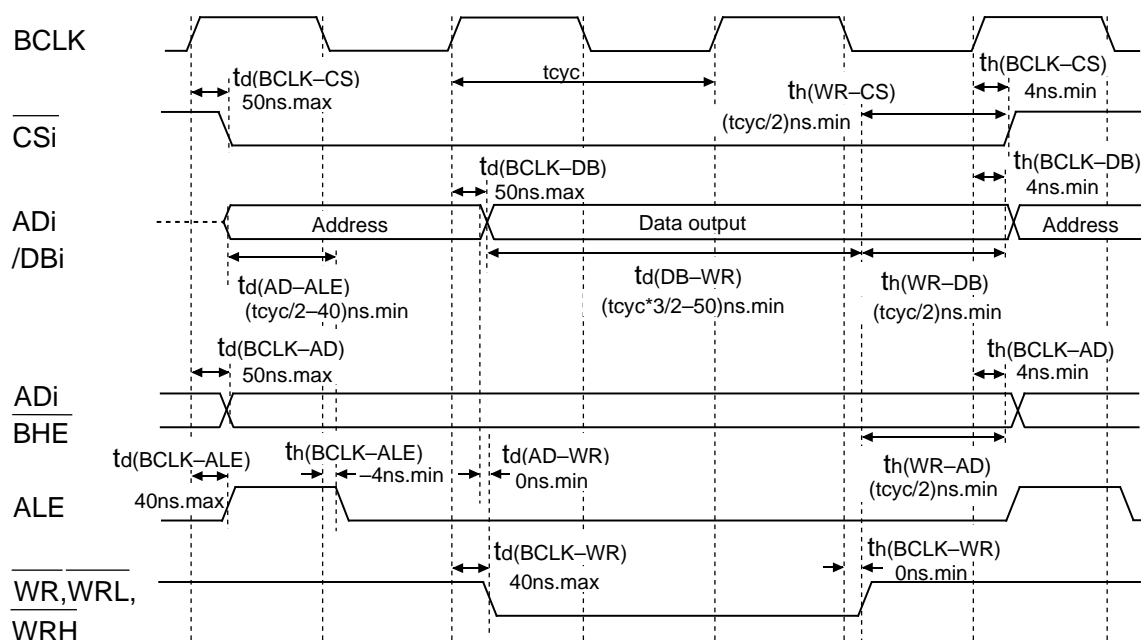 BCLK
td(BCLK–CS)
50ns.max
tcyc
th(WR–CS)
(tcyc/2)ns.min
th(BCLK–CS)
4ns.min
CSi
td(BCLK–DB)
50ns.max
th(BCLK–DB)
4ns.min
ADi
/DBi
Address
Data output
Address
td(AD–ALE)
(tcyc/2–40)ns.min
td(DB–WR)
(tcyc*3/2–50)ns.min
th(WR–DB)
(tcyc/2)ns.min
td(BCLK–AD)
50ns.max
th(BCLK–AD)
4ns.min
ADi
BHE
td(BCLK–ALE)
40ns.max
th(BCLK–ALE)
–4ns.min
td(AD–WR)
0ns.min
th(WR–AD)
(tcyc/2)ns.min
ALE
td(BCLK–WR)
40ns.max
th(BCLK–WR)
0ns.min
WR,WRL,
WRH